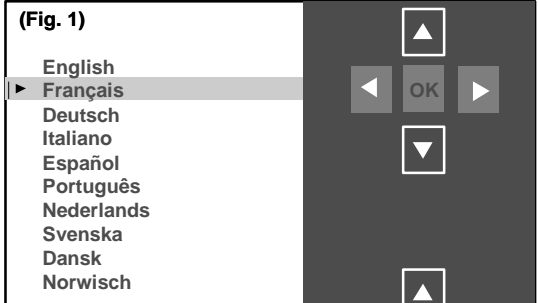 (Fig. 1)
English
Français
OK
Deutsch
Italiano
Español
Português
Nederlands
Svenska
Dansk
Norwisch